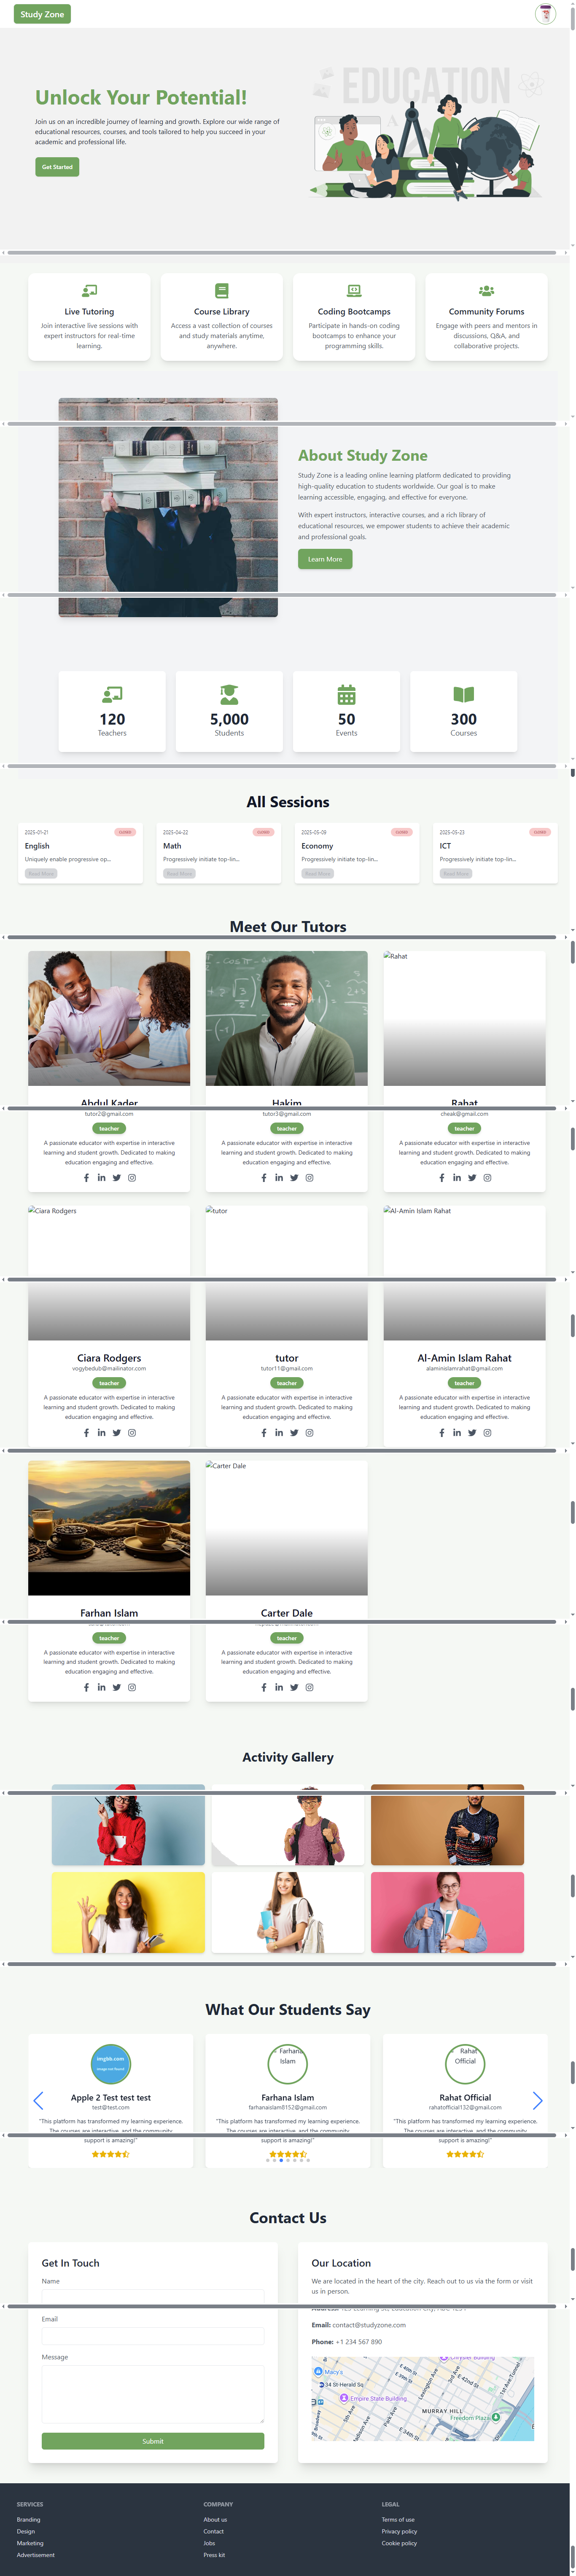 Study Zone
EDUCATION
Unlock Your Potential!
Join us on an incredible journey of learning and growth. Explore our wide range of
educational resources, courses, and tools tailored to help you succeed in your
academic and professional life.
Get Started
Live Tutoring
Join interactive live sessions with
expert instructors for real-time
learning.
Course Library
Access a vast collection of courses
and study materials anytime,
anywhere.
Coding Bootcamps
Participate in hands-on coding
bootcamps to enhance your
programming skills.
Community Forums
Engage with peers and mentors in
discussions, Q&A, and
collaborative projects.
About Study Zone
Study Zone is a leading online learning platform dedicated to providing
high-quality education to students worldwide. Our goal is to make
learning accessible, engaging, and effective for everyone.
With expert instructors, interactive courses, and a rich library of
educational resources, we empower students to achieve their academic
and professional goals.
Learn More
120
Teachers
5,000
Students
50
Events
300
Courses
All Sessions
2025-01-21
English
Uniquely enable progressive op...
Read More
2025-04-22
Math
Progressively initiate top-lin...
Read More
2025-05-09
Economy
Progressively initiate top-lin...
Read More
2025-05-23
ICT
Progressively initiate top-lin...
Read More
Meet Our Tutors
Abdul Kader
tutor2@gmail.com
teacher
A passionate educator with expertise in interactive
learning and student growth. Dedicated to making
education engaging and effective.
Hakim
tutor3@gmail.com
teacher
A passionate educator with expertise in interactive
learning and student growth. Dedicated to making
education engaging and effective.
Rahat
Rahat
cheak@gmail.com
teacher
A passionate educator with expertise in interactive
learning and student growth. Dedicated to making
education engaging and effective.
Ciara Rodgers
Ciara Rodgers
vogybedub@mailinator.com
teacher
A passionate educator with expertise in interactive
learning and student growth. Dedicated to making
education engaging and effective.
tutor
tutor
tutor11@gmail.com
teacher
A passionate educator with expertise in interactive
learning and student growth. Dedicated to making
education engaging and effective.
Al-Amin Islam Rahat
Al-Amin Islam Rahat
alaminislamrahat@gmail.com
teacher
A passionate educator with expertise in interactive
learning and student growth. Dedicated to making
education engaging and effective.
Farhan Islam
teacher
A passionate educator with expertise in interactive
learning and student growth. Dedicated to making
education engaging and effective.
Carter Dale
Carter Dale
teacher
A passionate educator with expertise in interactive
learning and student growth. Dedicated to making
education engaging and effective.
Activity Gallery
What Our Students Say
imgbb.com
image not found
Apple 2 Test test test
test@test.com
"This platform has transformed my learning experience.
The courses are interactive, and the community
support is amazing!"
Farhana
Islam
Farhana Islam
farhanaislam8152@gmail.com
"This platform has transformed my learning experience.
The courses are interactive, and the community
support is amazing!"
Rahat
Official
Rahat Official
rahatofficial132@gmail.com
"This platform has transformed my learning experience.
The courses are interactive, and the community
support is amazing!"
Contact Us
Get In Touch
Name
Email
Message
Submit
Our Location
We are located in the heart of the city. Reach out to us via the form or visit
us in person.
Email: contact@studyzone.com
Phone: +1 234 567 890
Macy's
34 St-Herald Sq
Empire State Building
Chrysler Building
E 42nd St
MURRAY HILL
Freedom Plaza
SERVICES
Branding
Design
Marketing
Advertisement
COMPANY
About us
Contact
Jobs
Press kit
LEGAL
Terms of use
Privacy policy
Cookie policy